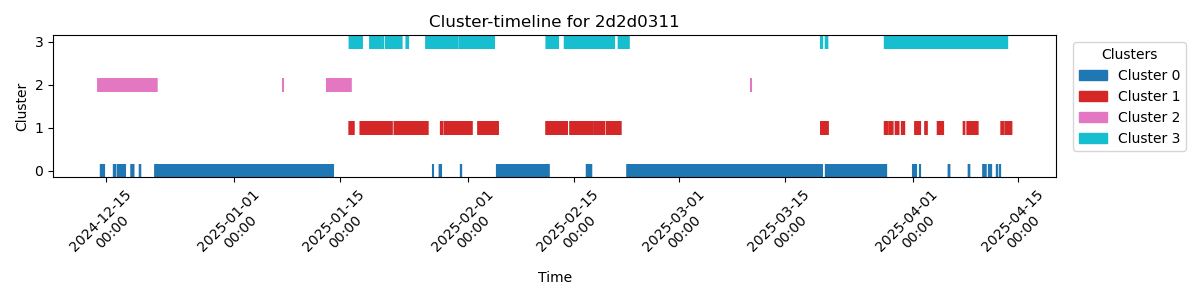 Cluster-timeline for 2d2d0311
Cluster
3
2
1
0
2024-12-15
00:00
2025-01-01
00:00
2025-01-15
00:00
2025-02-01
00:00
2025-02-15
00:00
2025-03-01
00:00
2025-03-15
00:00
2025-04-01
00:00
2025-04-15
00:00
Time
Clusters
Cluster 0
Cluster 1
Cluster 2
Cluster 3